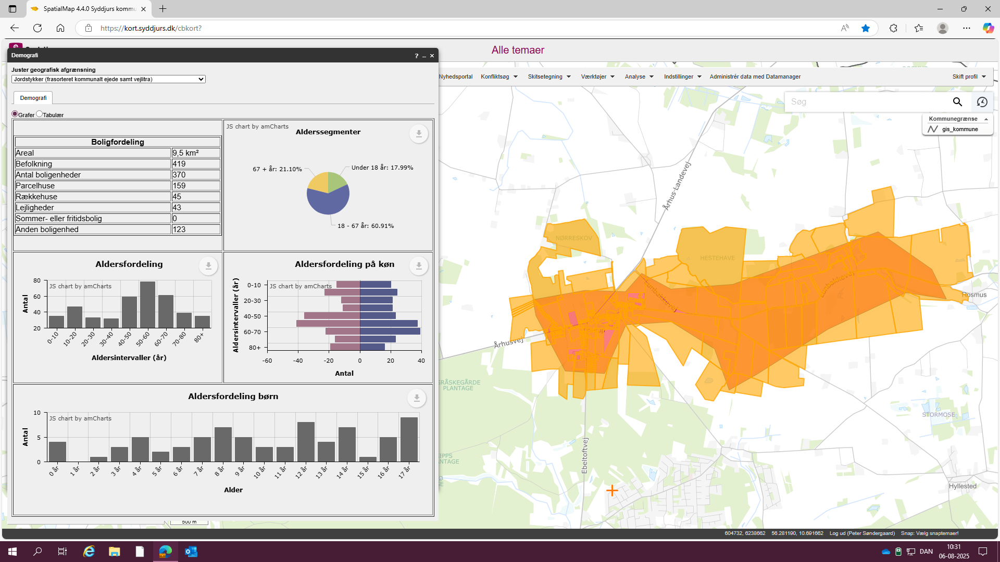 SpatialMap 4.4.0 Syddjurs kommu
https://kort.syddjurs.dk/cbkort?
Alle temaer
Demografi
? _ ×
Juster geografisk afgrænsning
Jordstykker (frasorteret kommunalt ejede samt vejlitra)
Demografi
Grafer Tabulær
Boligfordeling
Areal 9,5 km²
Befolkning 419
Antal boligenheder 370
Parcelhuse 159
Rækkehuse 45
Lejligheder 43
Sommer- eller fritidsbolig 0
Anden boligenhed 123
JS chart by amCharts
Alderssegmenter
67 + år: 21.10%
Under 18 år: 17.99%
18 - 67 år: 60.91%
Aldersfordeling
JS chart by amCharts
Antal
80
60
40
20
0-10 10-20 20-30 30-40 40-50 50-60 60-70 70-80 80+
Aldersintervaller (år)
Aldersfordeling på køn
JS chart by amCharts
Aldersintervaller (år)
0-10
20-30
40-50
60-70
80+
-60 -40 -20 0 20 40
Antal
Aldersfordeling børn
JS chart by amCharts
Antal
10
5
0
0 år 1 år 2 år 3 år 4 år 5 år 6 år 7 år 8 år 9 år 10 år 11 år 12 år 13 år 14 år 15 år 16 år 17 år
Alder
500 m
Nyhedsportal Konfliktsøg Skitsetegning Værktøjer Analyse Indstillinger Administrér data med Datamanager Skift profil
Søg
Kommunegrænse
gis_kommune
Århus Landevej
NØRRESKOV
HESTEHAVE
Rosmus
Århusvej
GRÅSKEGÅRDE
PLANTAGE
STORMOSE
Ebeltoftvej
Hyllested
604732, 6238662 56.281190, 10.691662 Log ud (Peter Søndergaard) Snap: Vælg snaptemaer!
DAN
10:31
06-08-2025